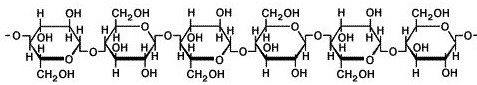 H OH CH₂OH H OH CH₂OH H OH CH₂OH
H H O H H O H H O
-O OH H H O OH H H O OH H H O OH H H O OH H H O OH H O-
H O H H O H H O H
CH₂OH H OH CH₂OH H OH CH₂OH H OH